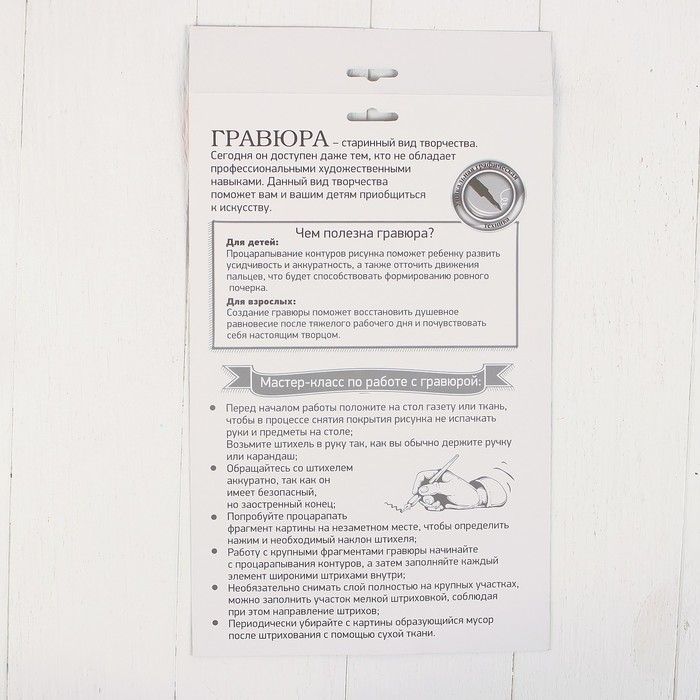 ГРАВЮРА – старинный вид творчества.
Сегодня он доступен даже тем, кто не обладает
профессиональными художественными
навыками. Данный вид творчества
поможет вам и вашим детям приобщиться
к искусству.
техника
Чем полезна гравюра?
Для детей:
Процарапывание контуров рисунка поможет ребенку развить
усидчивость и аккуратность, а также отточить движения
пальцев, что будет способствовать формированию ровного
почерка.
Для взрослых:
Создание гравюры поможет восстановить душевное
равновесие после тяжелого рабочего дня и почувствовать
себя настоящим творцом.
Мастер-класс по работе с гравюрой:
• Перед началом работы положите на стол газету или ткань,
чтобы в процессе снятия покрытия рисунка не испачкать
руки и предметы на столе;
Возьмите штихель в руку так, как вы обычно держите ручку
или карандаш;
• Обращайтесь со штихелем
аккуратно, так как он
имеет безопасный,
но заостренный конец;
• Попробуйте процарапать
фрагмент картины на незаметном месте, чтобы определить
нажим и необходимый наклон штихеля;
• Работу с крупными фрагментами гравюры начинайте
с процарапывания контуров, а затем заполняйте каждый
элемент широкими штрихами внутри;
• Необязательно снимать слой полностью на крупных участках,
можно заполнить участок мелкой штриховкой, соблюдая
при этом направление штрихов;
• Периодически убирайте с картины образующийся мусор
после штрихования с помощью сухой ткани.